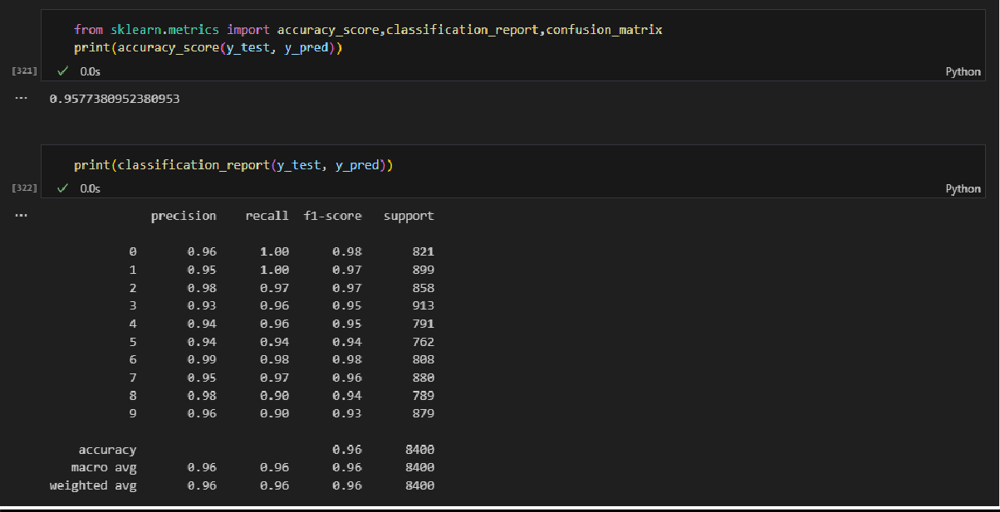 from sklearn.metrics import accuracy_score,classification_report,confusion_matrix
print(accuracy_score(y_test, y_pred))
[321] ✓ 0.0s Python
... 0.9577380952380953
print(classification_report(y_test, y_pred))
[322] ✓ 0.0s Python
... precision recall f1-score support
0 0.96 1.00 0.98 821
1 0.95 1.00 0.97 899
2 0.98 0.97 0.97 858
3 0.93 0.96 0.95 913
4 0.94 0.96 0.95 791
5 0.94 0.94 0.94 762
6 0.99 0.98 0.98 808
7 0.95 0.97 0.96 880
8 0.98 0.90 0.94 789
9 0.96 0.90 0.93 879
accuracy 0.96 8400
macro avg 0.96 0.96 0.96 8400
weighted avg 0.96 0.96 0.96 8400